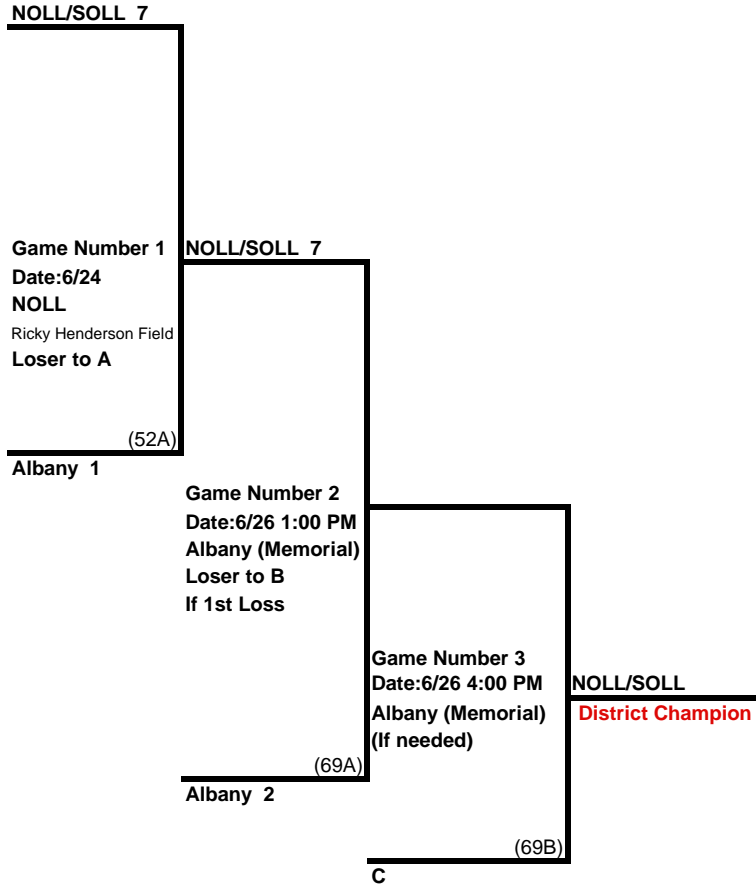 NOLL/SOLL 7
Game Number 1
Date:6/24
NOLL
Ricky Henderson Field
Loser to A
(52A)
Albany 1
NOLL/SOLL 7
Game Number 2
Date:6/26 1:00 PM
Albany (Memorial)
Loser to B
If 1st Loss
(69A)
Albany 2
Game Number 3
Date:6/26 4:00 PM
Albany (Memorial)
(If needed)
(69B)
C
NOLL/SOLL
District Champion